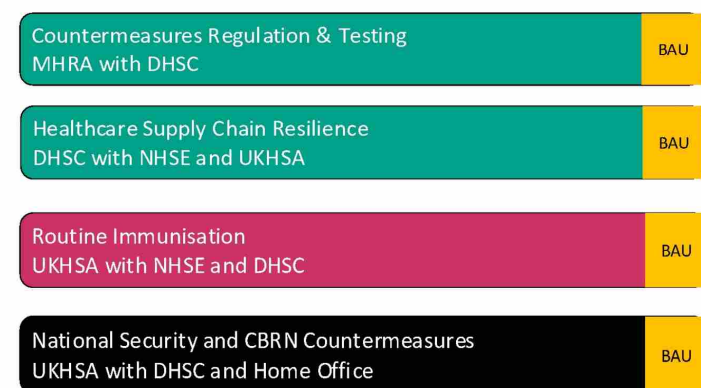 Countermeasures Regulation & Testing
MHRA with DHSC
BAU
Healthcare Supply Chain Resilience
DHSC with NHSE and UKHSA
BAU
Routine Immunisation
UKHSA with NHSE and DHSC
BAU
National Security and CBRN Countermeasures
UKHSA with DHSC and Home Office
BAU